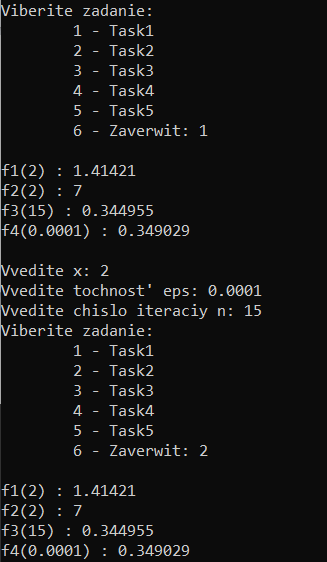 Viberite zadanie:
1 - Task1
2 - Task2
3 - Task3
4 - Task4
5 - Task5
6 - Zaverwit: 1
f1(2) : 1.41421
f2(2) : 7
f3(15) : 0.344955
f4(0.0001) : 0.349029
Vvedite x: 2
Vvedite tochnost' eps: 0.0001
Vvedite chislo iteraciy n: 15
Viberite zadanie:
1 - Task1
2 - Task2
3 - Task3
4 - Task4
5 - Task5
6 - Zaverwit: 2
f1(2) : 1.41421
f2(2) : 7
f3(15) : 0.344955
f4(0.0001) : 0.349029